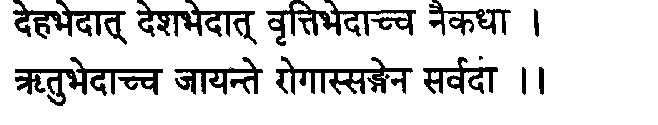 देहभेदात् देशभेदात् वृत्तिभेदाच्च नैकधा ।
ऋतुभेदाच्च जायन्ते रोगास्सङ्गेन सर्वदा ।।